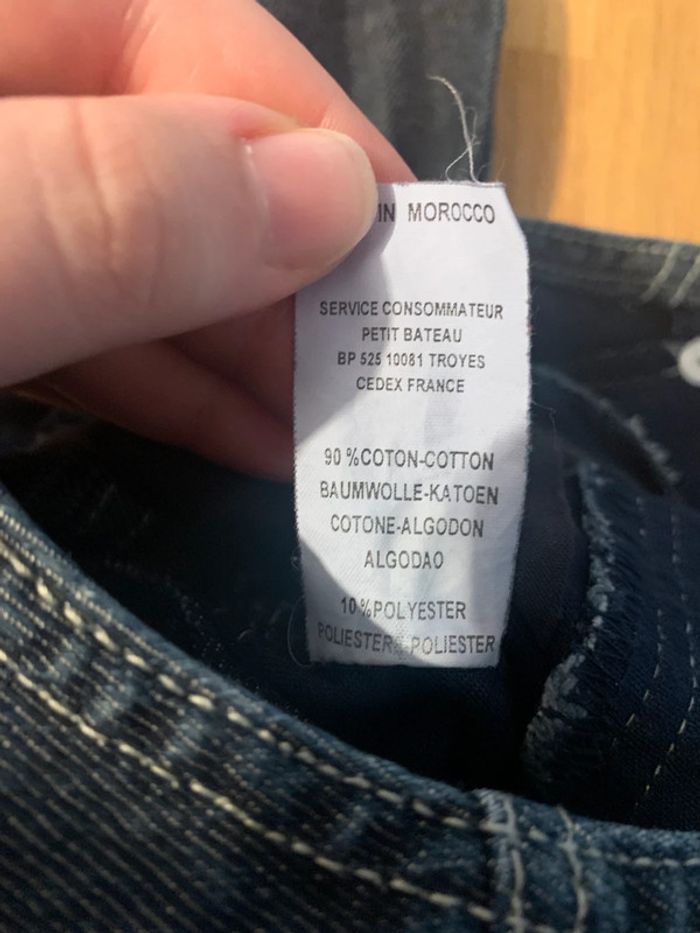 IN MOROCCO
SERVICE CONSOMMATEUR
PETIT BATEAU
BP 525 10081 TROYES
CEDEX FRANCE
90 %COTON-COTTON
BAUMWOLLE-KATOEN
COTONE-ALGODON
ALGODAO
10 %POLYESTER
POLIESTER-POLIESTER